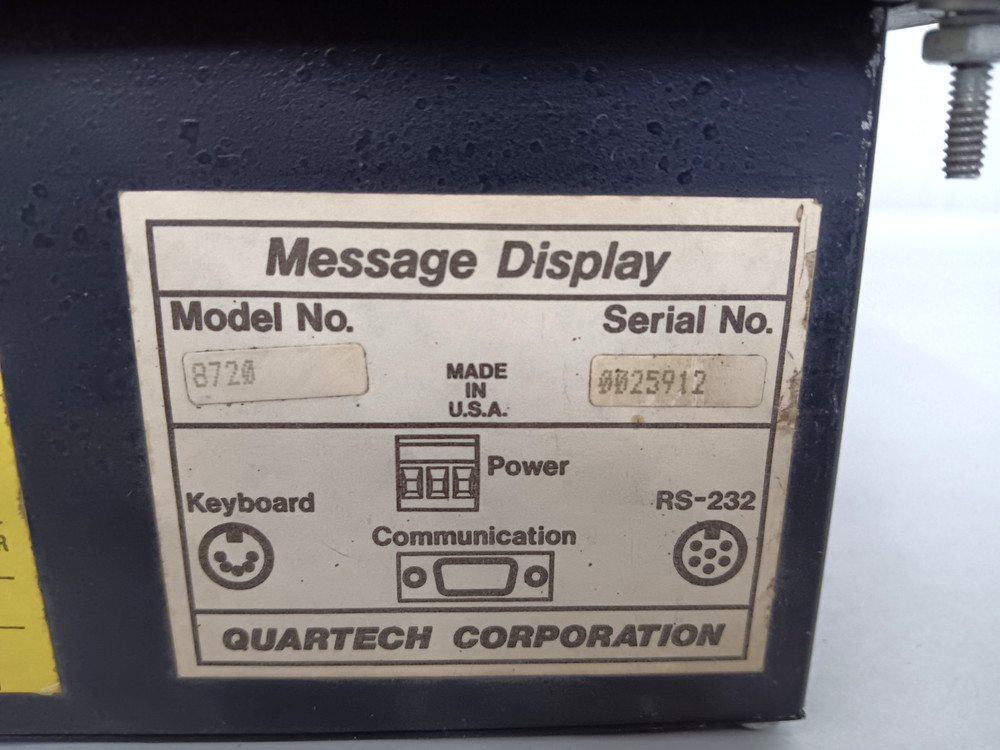 Message Display
Model No. Serial No.
8720 0025912
MADE
IN
U.S.A.
Power
Keyboard RS-232
Communication
QUARTECH CORPORATION
R